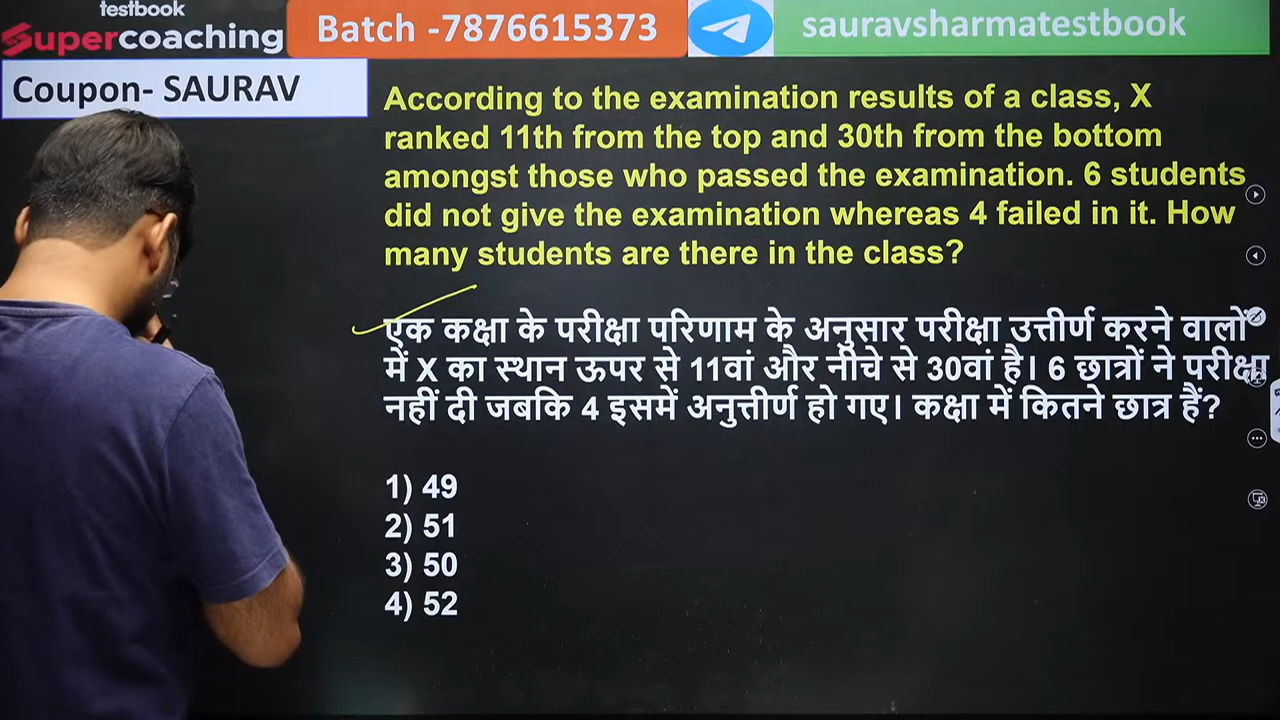 testbook
Supercoaching
Batch -7876615373
sauravsharmatestbook
Coupon- SAURAV
According to the examination results of a class, X
ranked 11th from the top and 30th from the bottom
amongst those who passed the examination. 6 students
did not give the examination whereas 4 failed in it. How
many students are there in the class?
एक कक्षा के परीक्षा परिणाम के अनुसार परीक्षा उत्तीर्ण करने वालों
में X का स्थान ऊपर से 11वां और नीचे से 30वां है। 6 छात्रों ने परीक्षा
नहीं दी जबकि 4 इसमें अनुत्तीर्ण हो गए। कक्षा में कितने छात्र हैं?
1) 49
2) 51
3) 50
4) 52